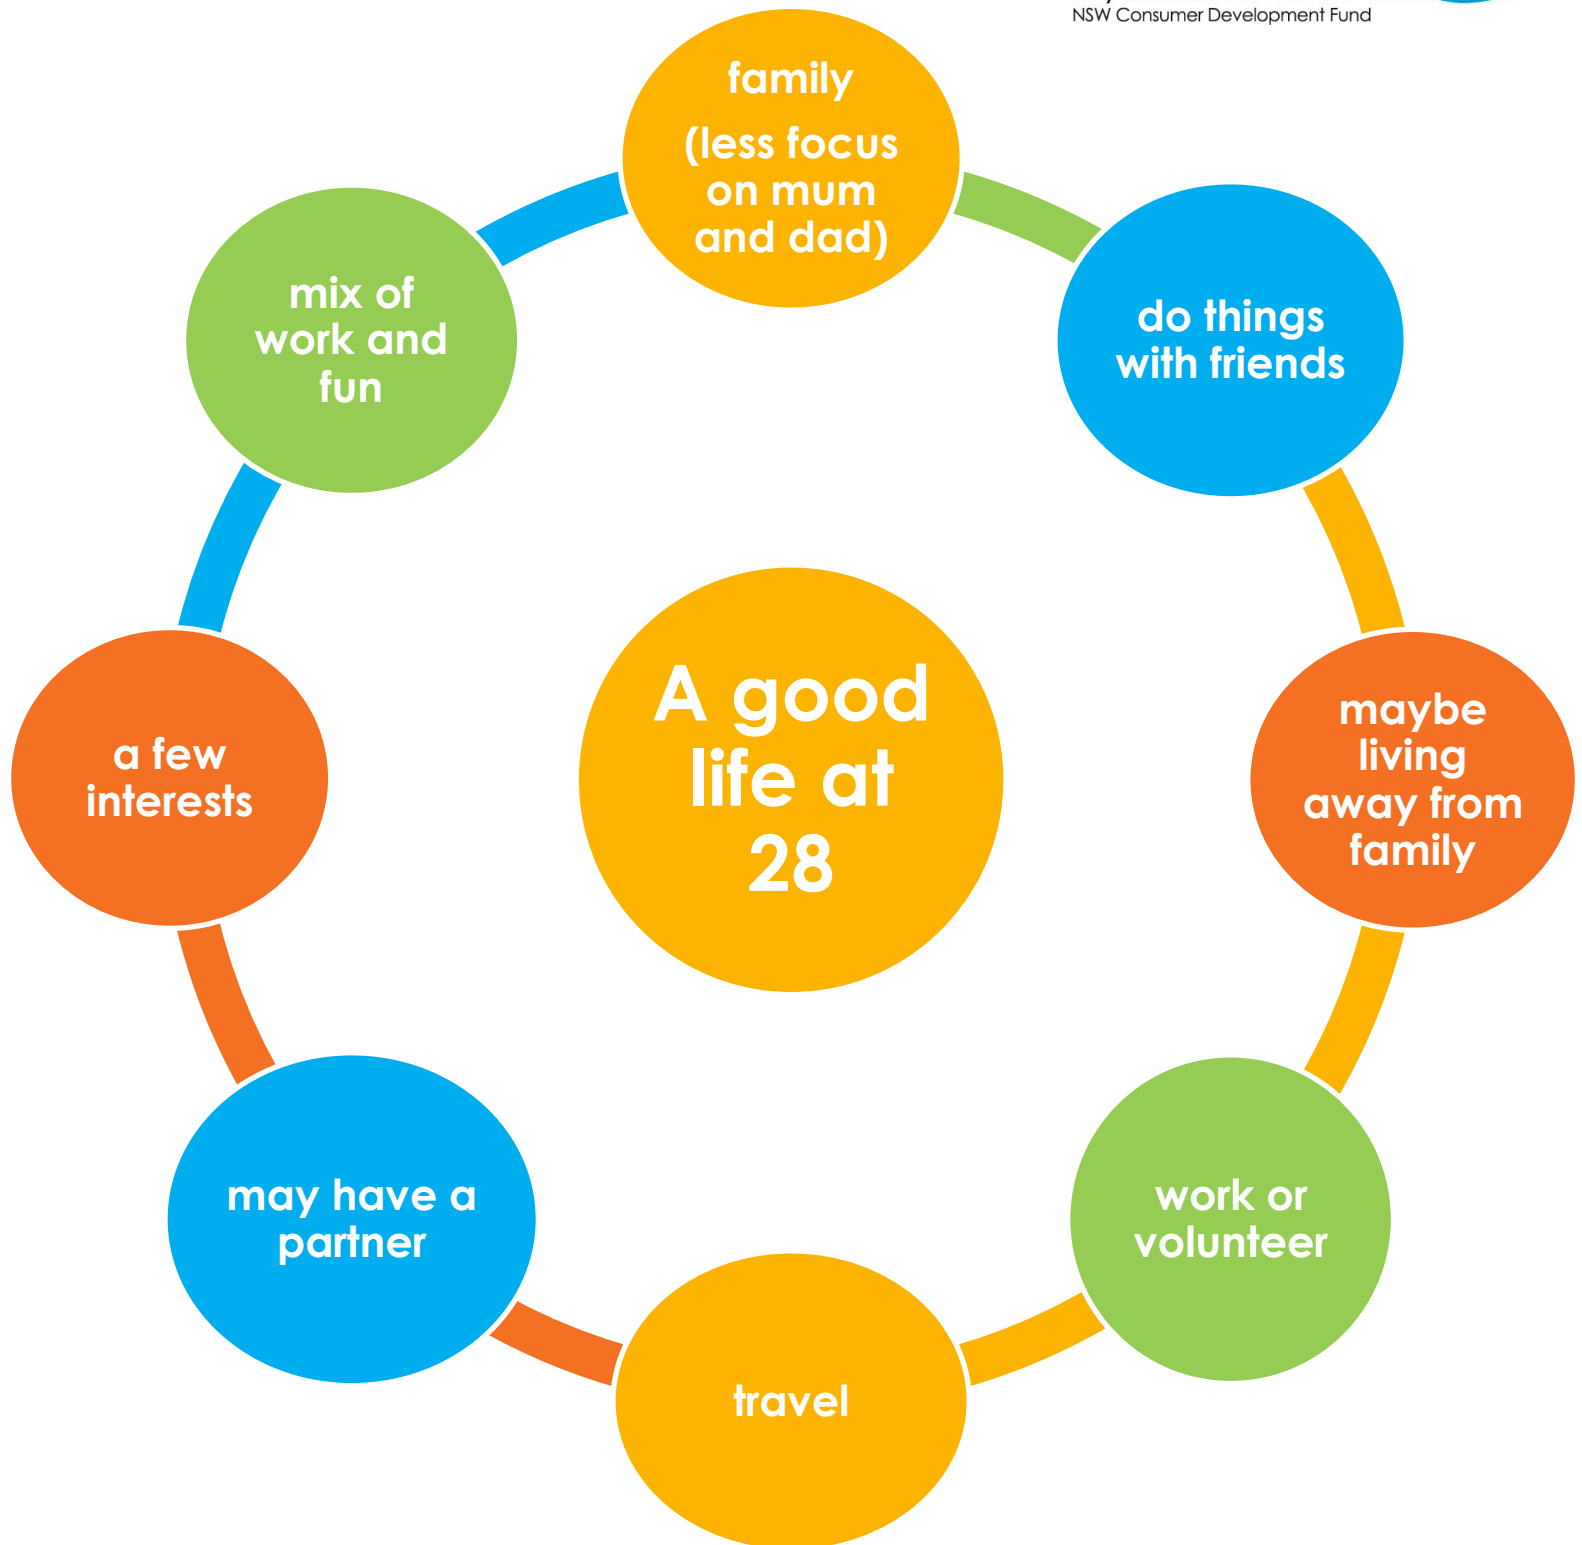 NSW Consumer Development Fund
family
(less focus
on mum
and dad)
do things
with friends
maybe
living
away from
family
work or
volunteer
travel
may have a
partner
a few
interests
mix of
work and
fun
A good
life at
28